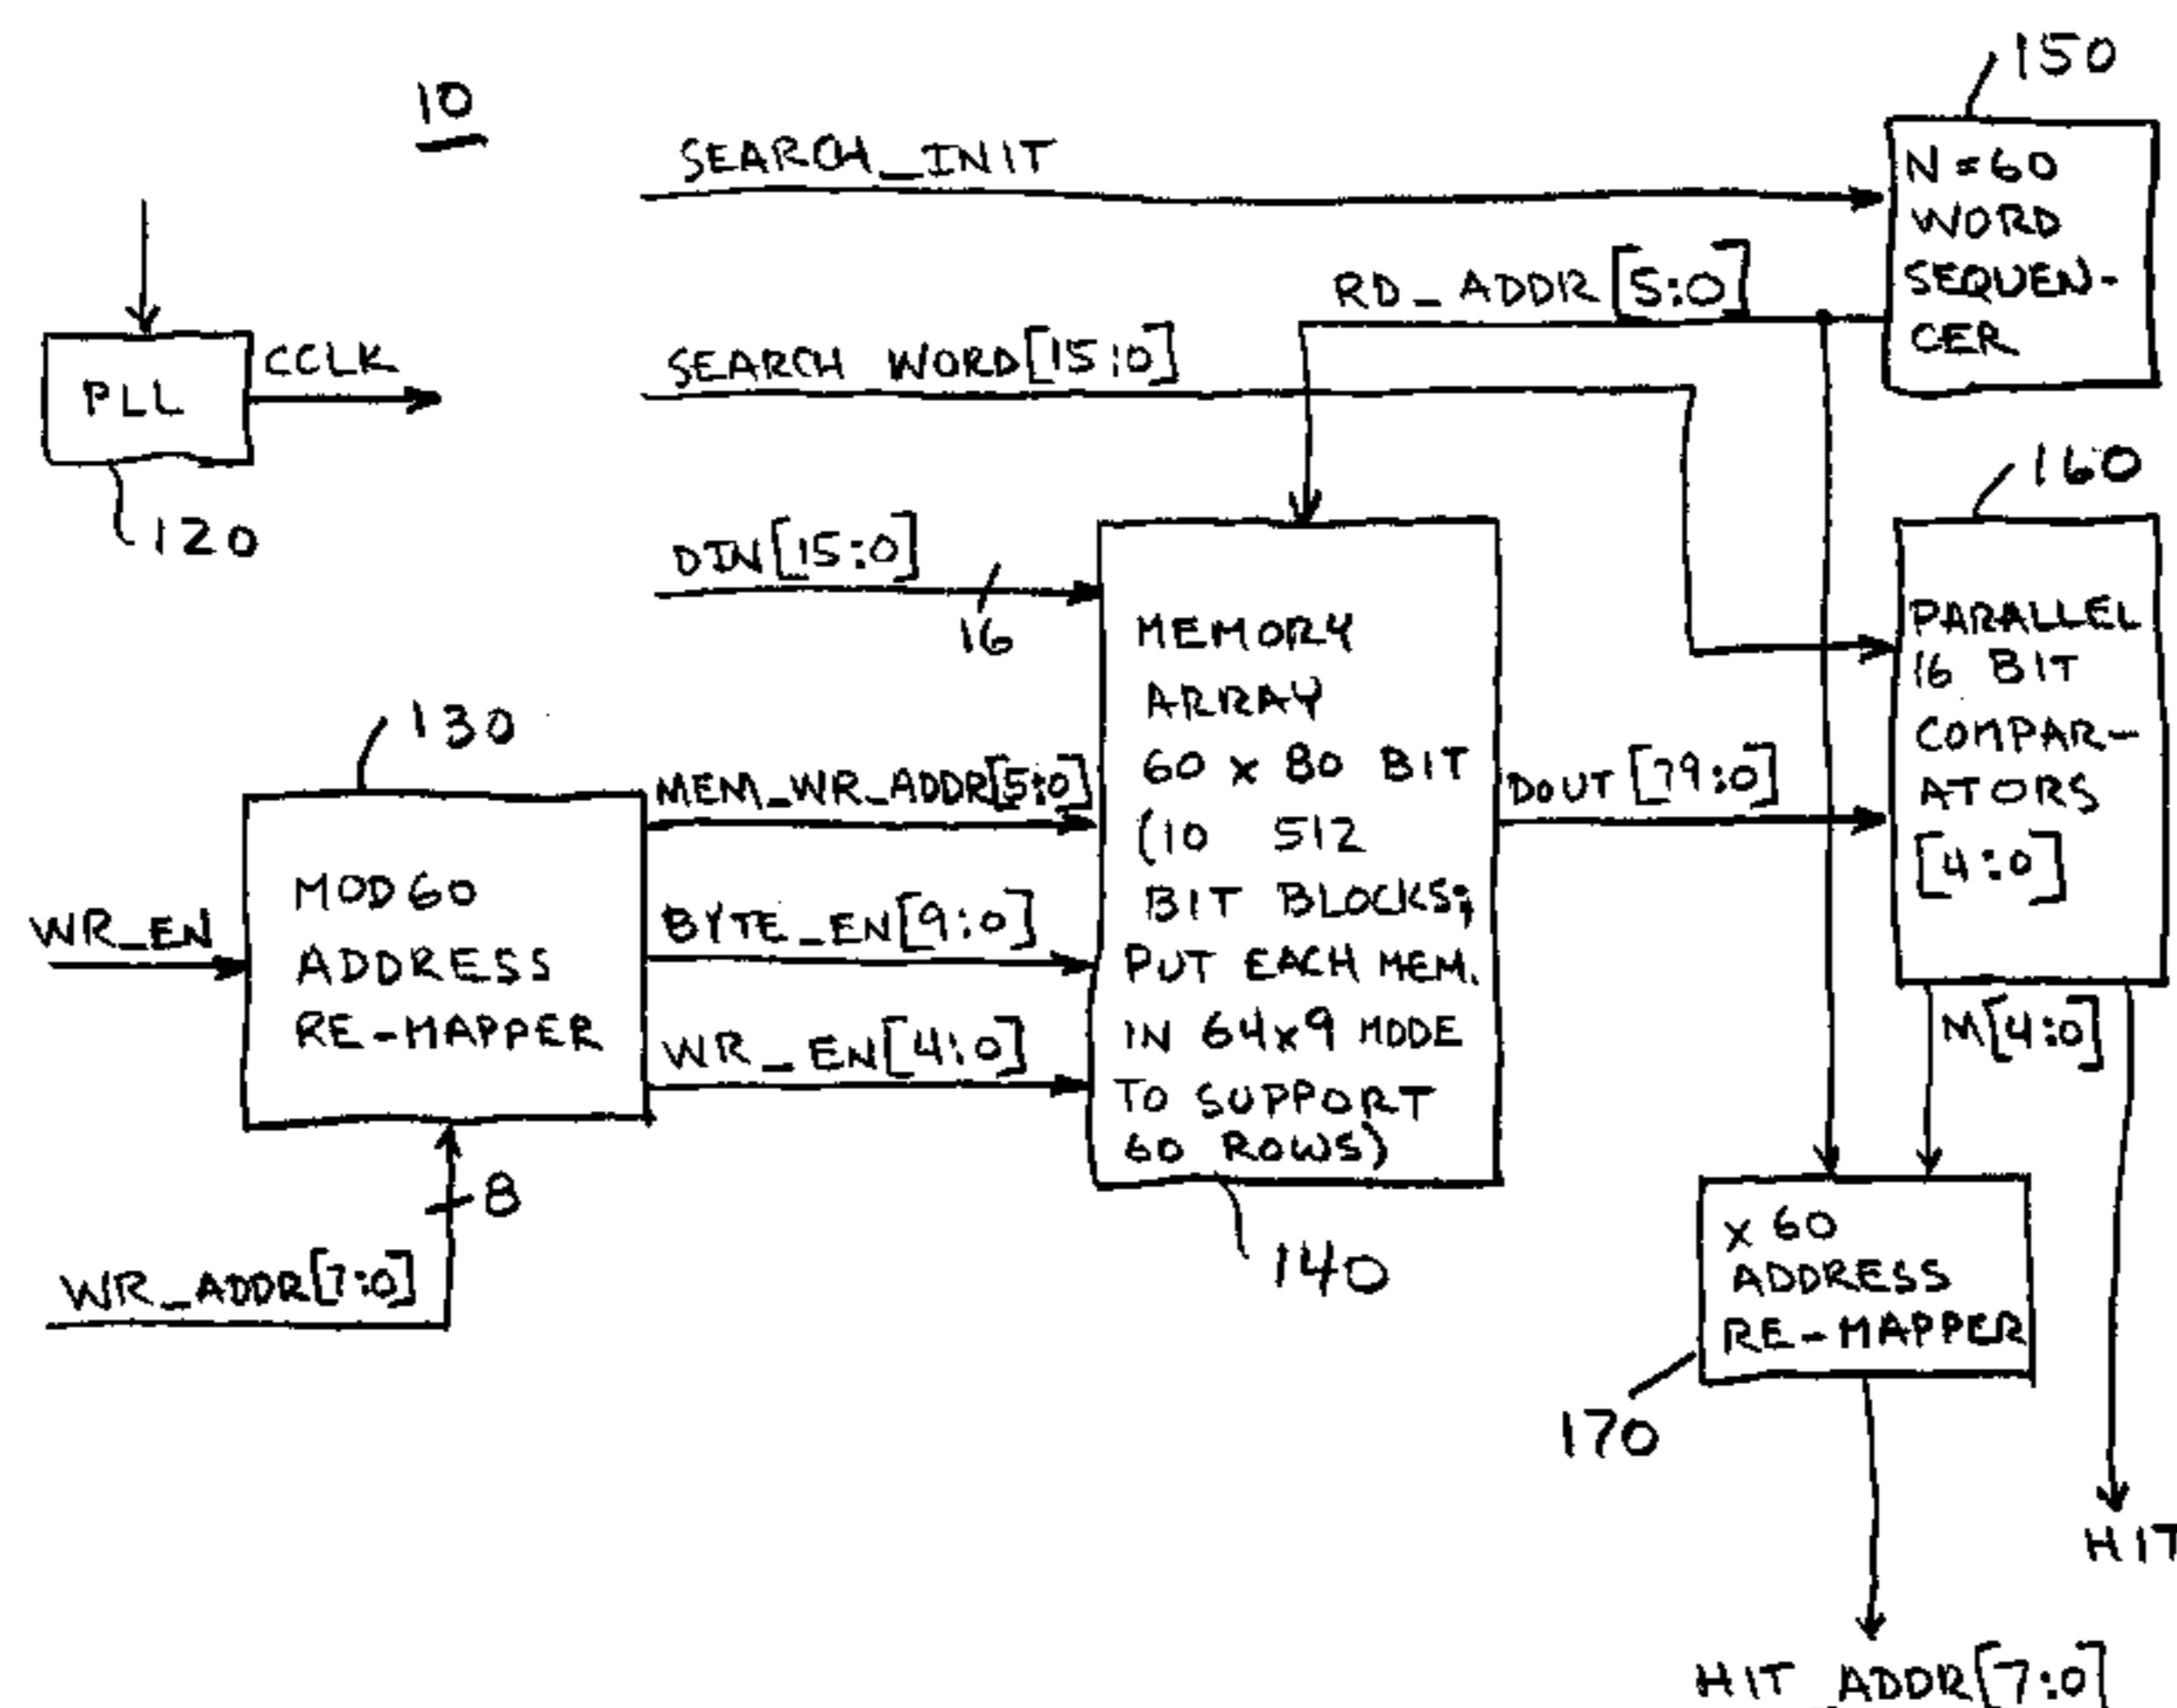 10
150
SEARCH_INIT
N = 60
WORD
SEQUEN-
CER
RD_ADDR[5:0]
PLL
CCLK
120
SEARCH WORD[15:0]
160
DIN[15:0]
16
PARALLEL
16 BIT
COMPAR-
ATORS
[4:0]
MEMORY
ARRAY
60 x 80 BIT
(10 512
BIT BLOCKS;
PUT EACH MEM.
IN 64x9 MODE
TO SUPPORT
60 ROWS)
140
130
MOD60
ADDRESS
RE-MAPPER
MEM_WR_ADDR[5:0]
BYTE_EN[9:0]
WR_EN[4:0]
DOUT[79:0]
WR_EN
8
WR_ADDR[7:0]
M[4:0]
x 60
ADDRESS
RE-MAPPER
170
HIT
HIT_ADDR[7:0]